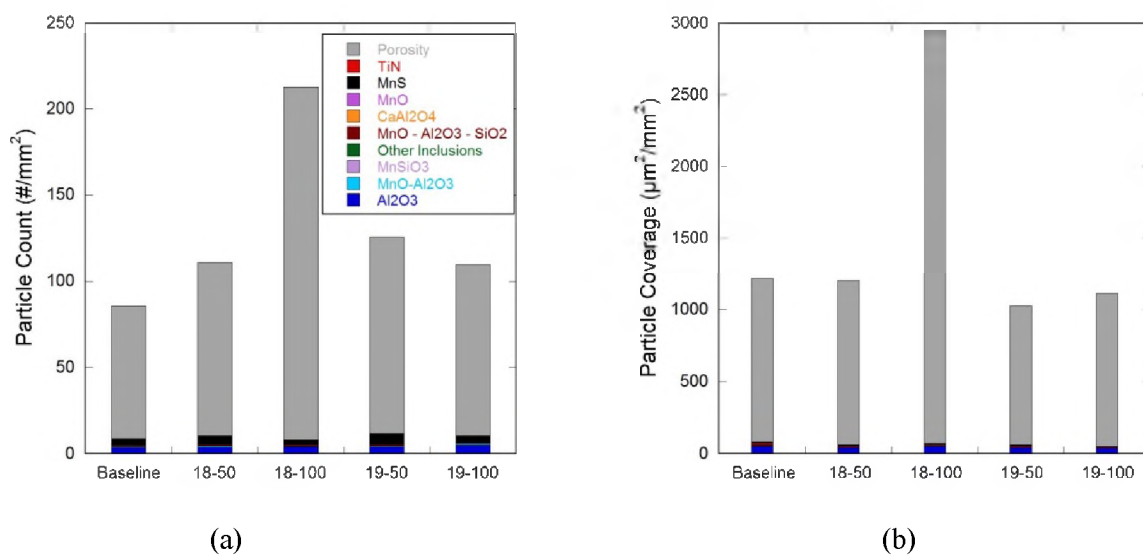 250
200
150
100
50
0
Particle Count (#/mm²)
Porosity
TiN
MnS
MnO
CaAl2O4
MnO - Al2O3 - SiO2
Other Inclusions
MnSiO3
MnO-Al2O3
Al2O3
Baseline 18-50 18-100 19-50 19-100
(a)
3000
2500
2000
1500
1000
500
0
Particle Coverage (µm²/mm²)
Baseline 18-50 18-100 19-50 19-100
(b)